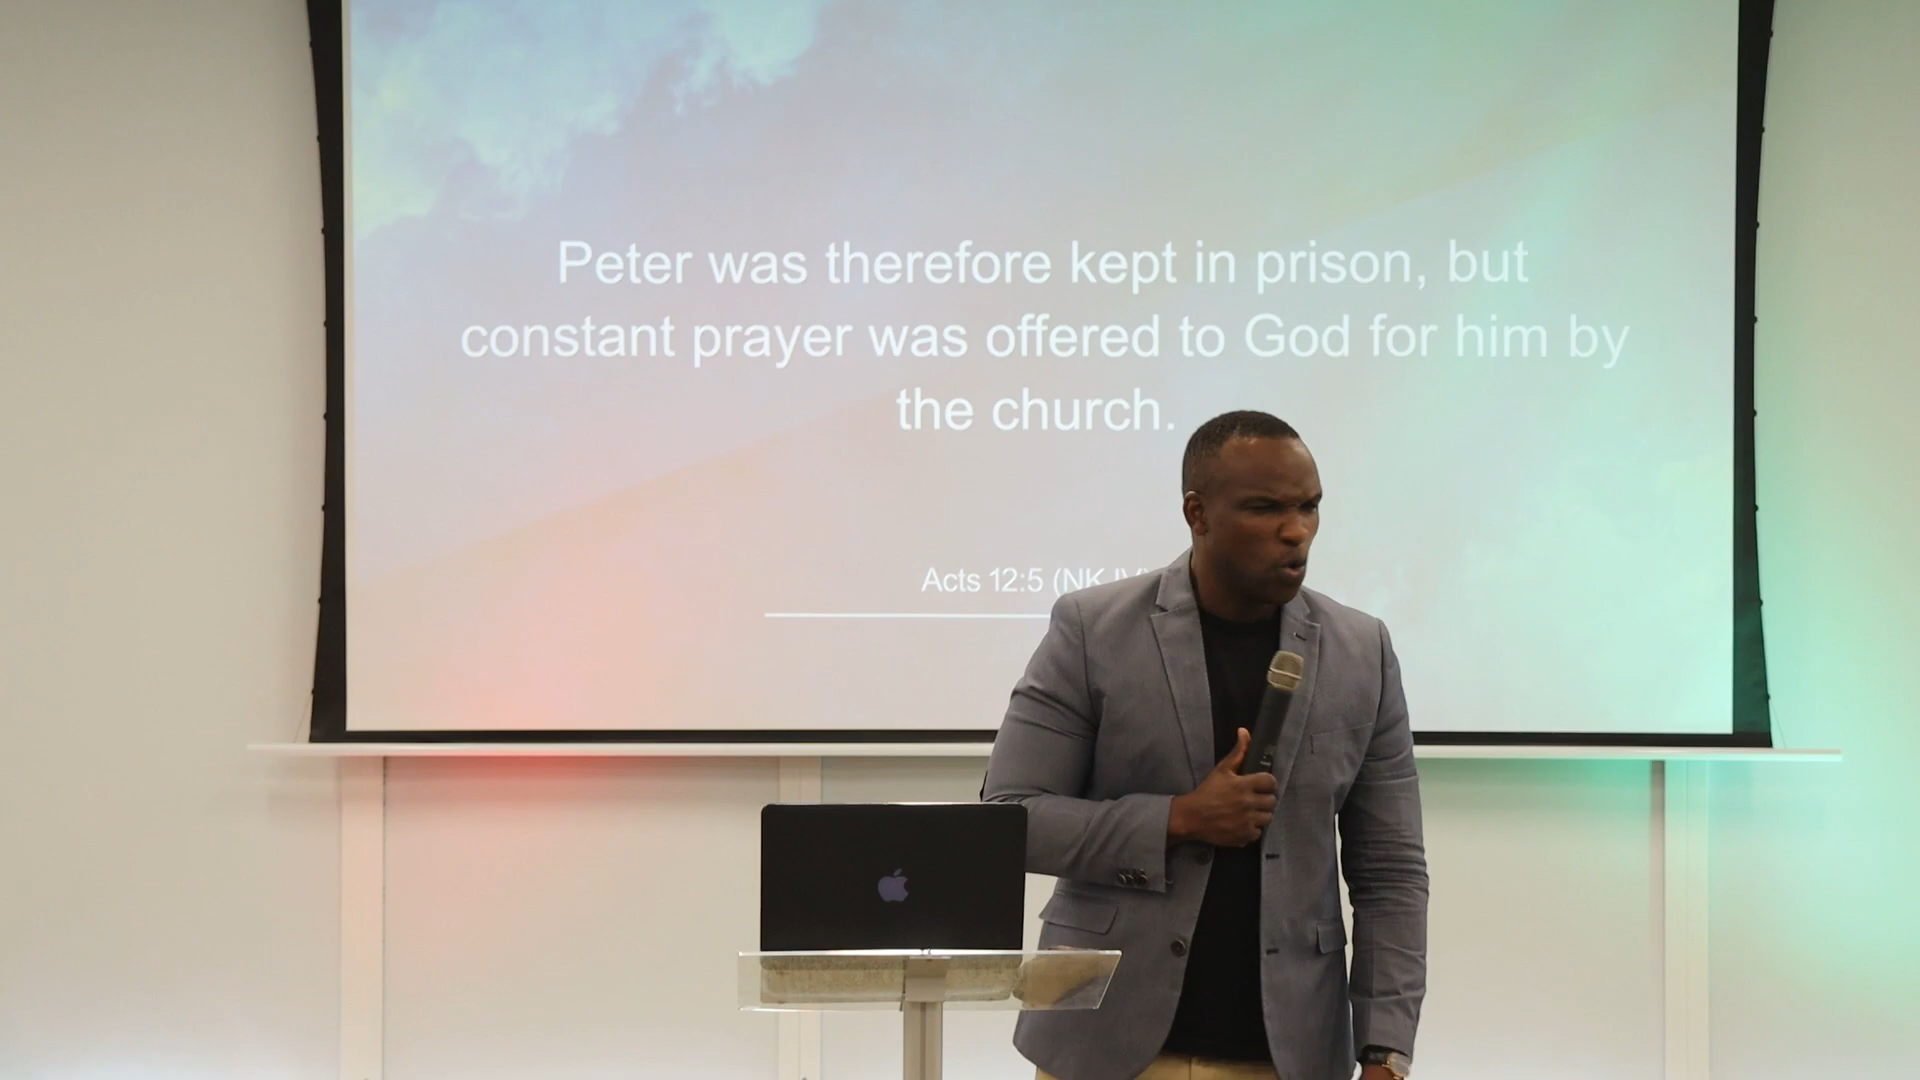 Peter was therefore kept in prison, but
constant prayer was offered to God for him by
the church.
Acts 12:5 (NKJV)